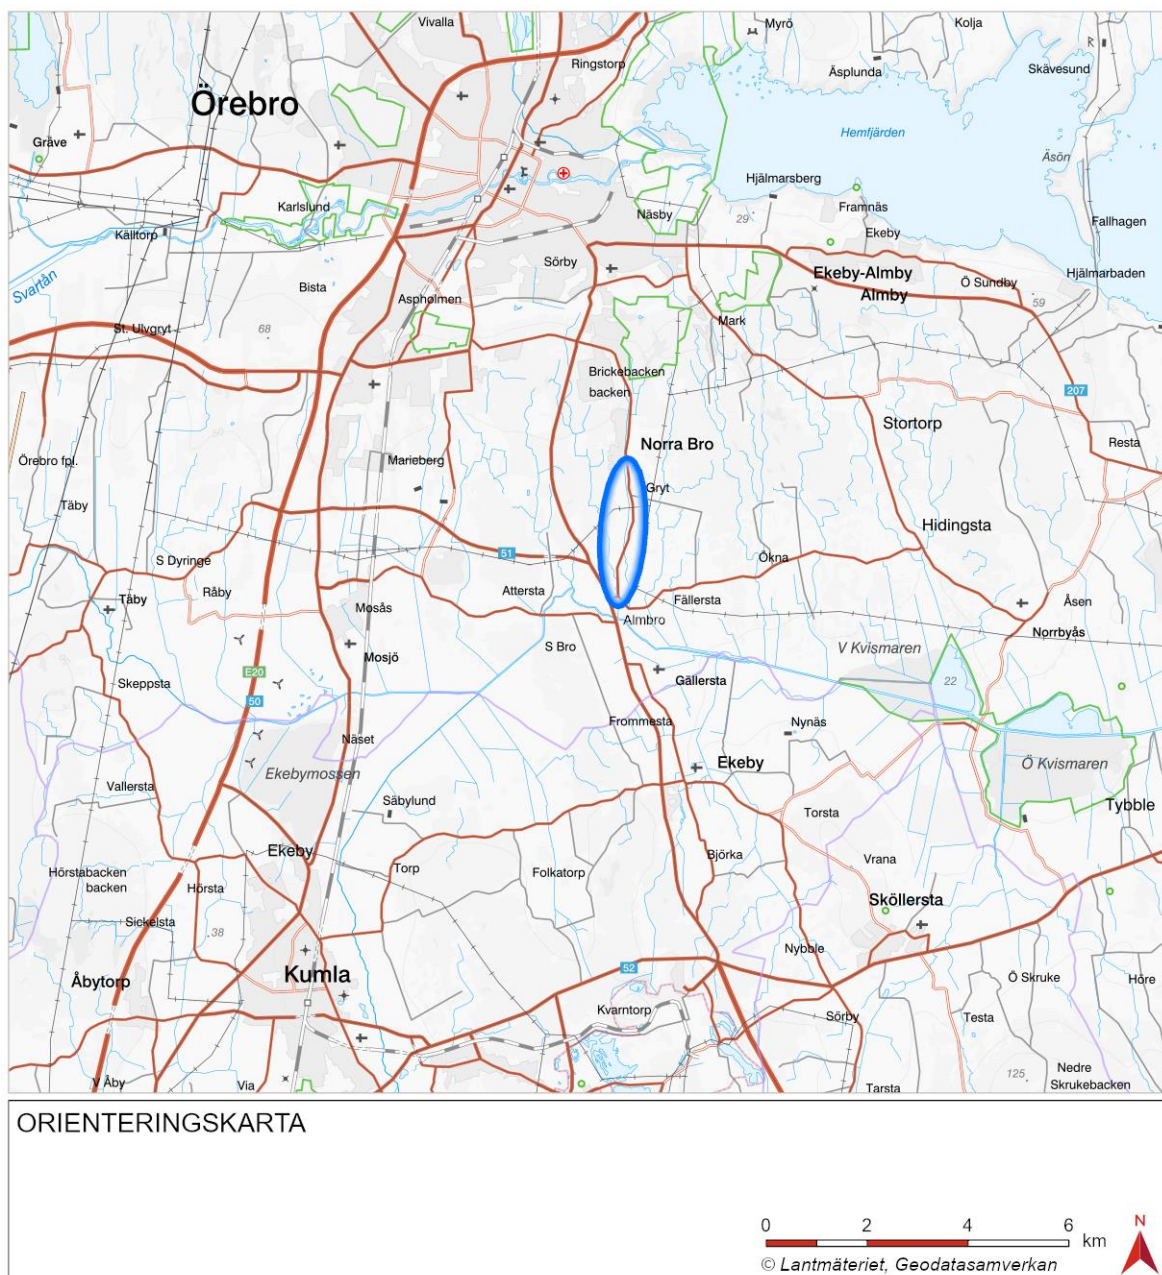 Vivalla
Myrö
Kolja
Ringstorp
Äsplunda
Skävesund
R
Örebro
Hemfjärden
Gräve
Äsön
Hjälmarsberg
Karlslund
Näsby
29
Framnäs
Fallhagen
Källtorp
Ekeby
Svartån
Sörby
Ekeby-Almby
Hjälmarbaden
Bista
Almby
Ö Sundby
Aspholmen
59
St. Ulvgryt
68
Mark
Brickebacken
backen
207
Stortorp
Norra Bro
Resta
Örebro fpl.
Marieberg
Gryt
Täby
Hidingsta
51
S Dyringe
Ökna
Råby
Attersta
Täby
Mosås
Fällersta
Åsen
Almbro
Norrbyås
S Bro
V Kvismaren
Mosjö
E20
Gällersta
22
Skeppsta
50
Frommesta
Nynäs
Näset
Ekeby
Ö Kvismaren
Ekebymossen
Vallersta
Säbylund
Tybble
Torsta
Ekeby
Björka
Vrana
Hörstabacken
backen
Torp
Folkatorp
Hörsta
Sköllersta
Sickelsta
38
Nybble
Kumla
52
Åbytorp
Ö Skruke
Höre
Kvarntorp
Sörby
Testa
V Åby
Via
125
Nedre
Skrukebacken
Tarsta
ORIENTERINGSKARTA
0 2 4 6 km
N
© Lantmäteriet, Geodatasamverkan